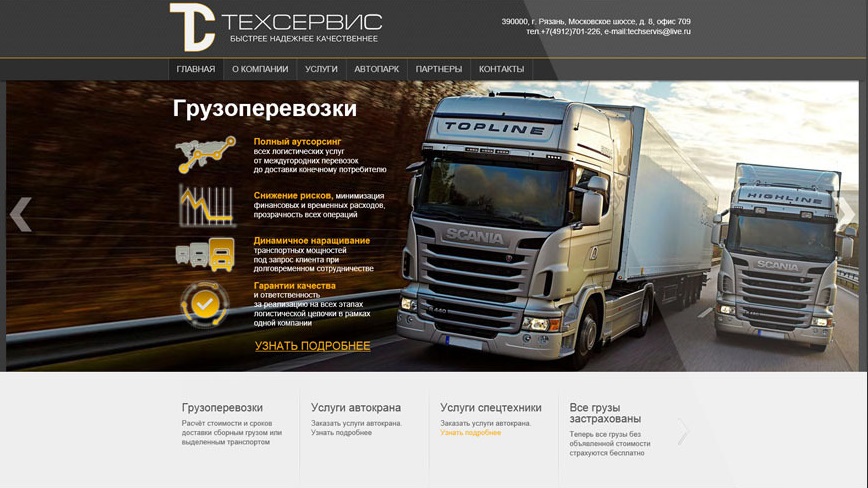 ТЕХСЕРВИС
БЫСТРЕЕ НАДЕЖНЕЕ КАЧЕСТВЕННЕЕ
390000, г. Рязань, Московское шоссе, д. 8, офис 709
тел.+7(4912)701-226, e-mail:techservis@live.ru
ГЛАВНАЯ
О КОМПАНИИ
УСЛУГИ
АВТОПАРК
ПАРТНЕРЫ
КОНТАКТЫ
Грузоперевозки
Полный аутсорсинг
всех логистических услуг
от междугородних перевозок
до доставки конечному потребителю
Снижение рисков, минимизация
финансовых и временных расходов,
прозрачность всех операций
Динамичное наращивание
транспортных мощностей
под запрос клиента при
долговременном сотрудничестве
Гарантии качества
и ответственность
за реализацию на всех этапах
логистической цепочки в рамках
одной компании
УЗНАТЬ ПОДРОБНЕЕ
TOPLINE
SCANIA
440
HIGHLINE
SCANIA
Грузоперевозки
Расчёт стоимости и сроков
доставки сборным грузом или
выделенным транспортом
Услуги автокрана
Заказать услуги автокрана.
Узнать подробнее
Услуги спецтехники
Заказать услуги автокрана.
Узнать подробнее
Все грузы
застрахованы
Теперь все грузы без
объявленной стоимости
страхуются бесплатно